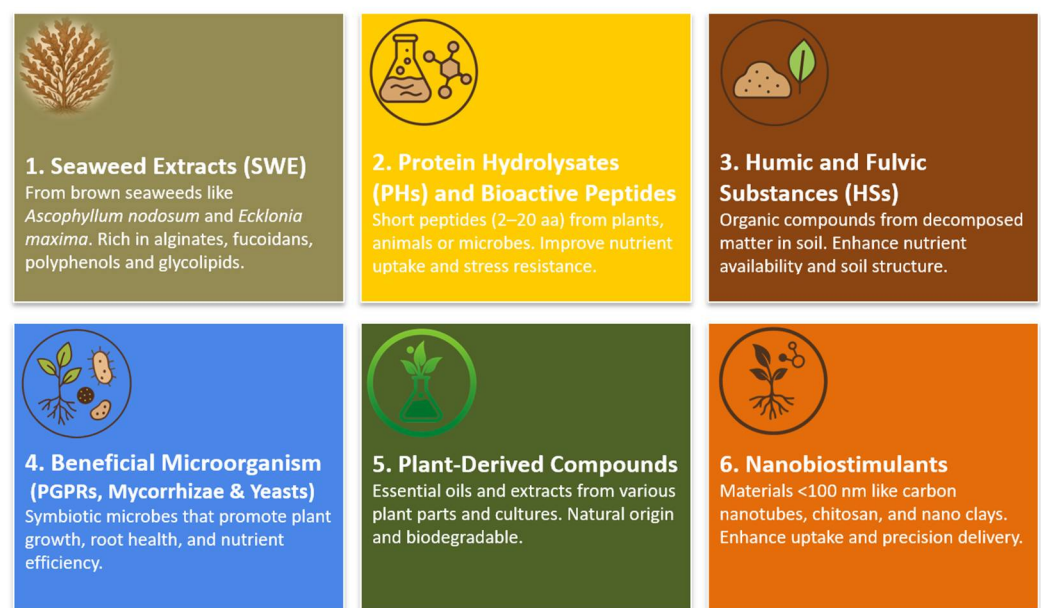 1. Seaweed Extracts (SWE)
From brown seaweeds like
Ascophyllum nodosum and Ecklonia
maxima. Rich in alginates, fucoidans,
polyphenols and glycolipids.
2. Protein Hydrolysates
(PHs) and Bioactive Peptides
Short peptides (2–20 aa) from plants,
animals or microbes. Improve nutrient
uptake and stress resistance.
3. Humic and Fulvic
Substances (HSs)
Organic compounds from decomposed
matter in soil. Enhance nutrient
availability and soil structure.
4. Beneficial Microorganism
(PGPRs, Mycorrhizae & Yeasts)
Symbiotic microbes that promote plant
growth, root health, and nutrient
efficiency.
5. Plant-Derived Compounds
Essential oils and extracts from various
plant parts and cultures. Natural origin
and biodegradable.
6. Nanobiostimulants
Materials <100 nm like carbon
nanotubes, chitosan, and nano clays.
Enhance uptake and precision delivery.